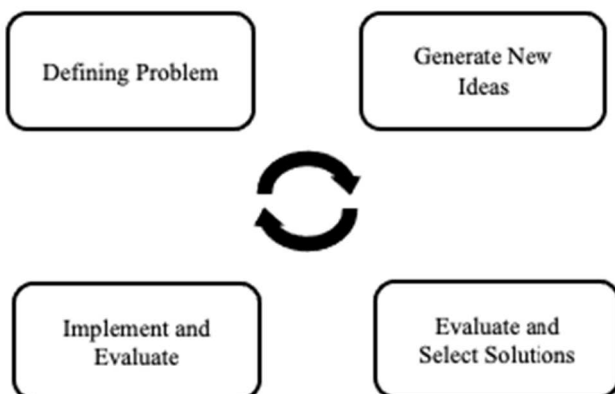 Defining Problem
Generate New
Ideas
Implement and
Evaluate
Evaluate and
Select Solutions